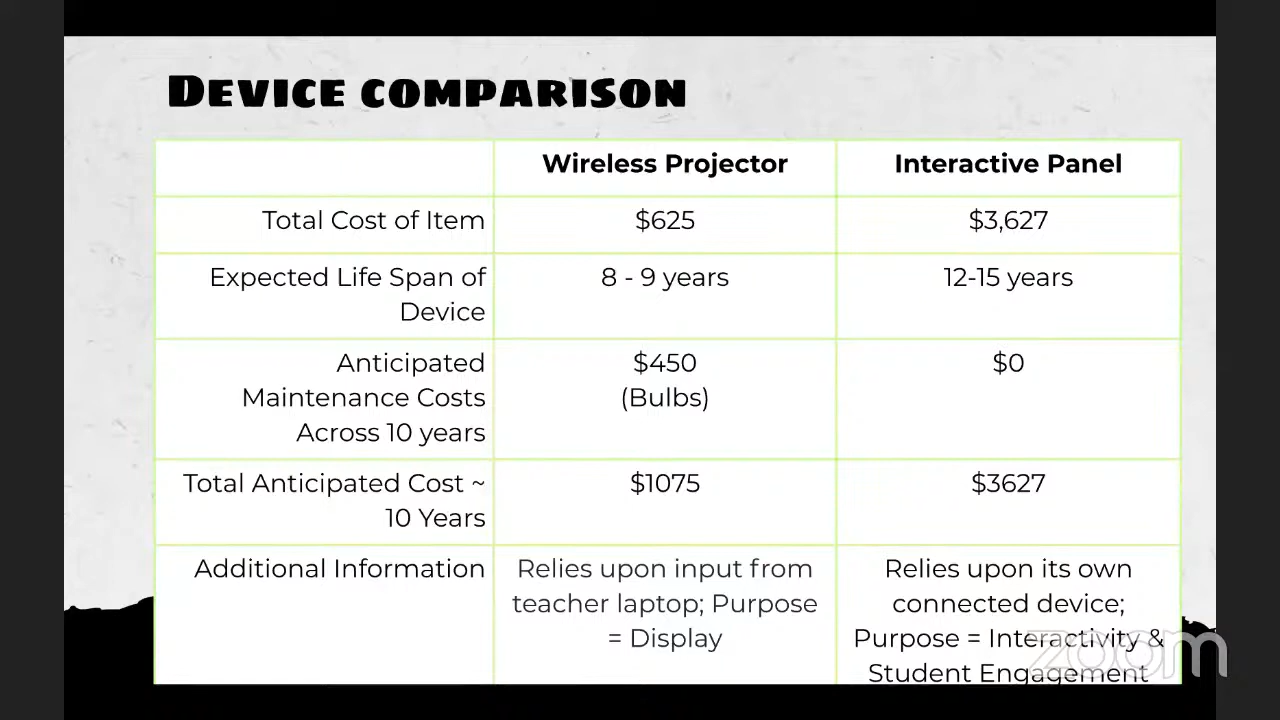 Device comparison
Wireless Projector
Interactive Panel
Total Cost of Item
$625
$3,627
Expected Life Span of
Device
8 - 9 years
12-15 years
Anticipated
Maintenance Costs
Across 10 years
$450
(Bulbs)
$0
Total Anticipated Cost ~
10 Years
$1075
$3627
Additional Information
Relies upon input from
teacher laptop; Purpose
= Display
Relies upon its own
connected device;
Purpose = Interactivity &
Student Engagement
zoom